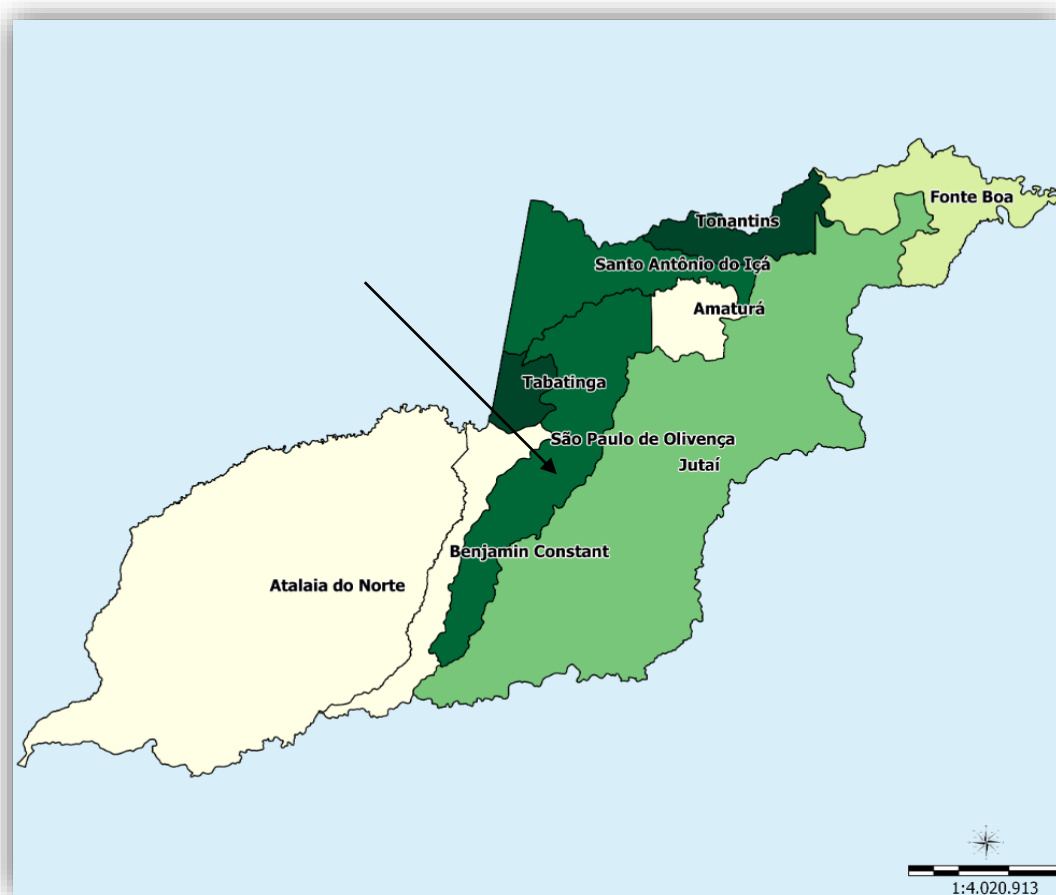 Fonte Boa
Tonantins
Santo Antônio do Içá
Amaturá
Tabatinga
São Paulo de Olivença
Jutaí
Benjamin Constant
Atalaia do Norte
1:4.020.913